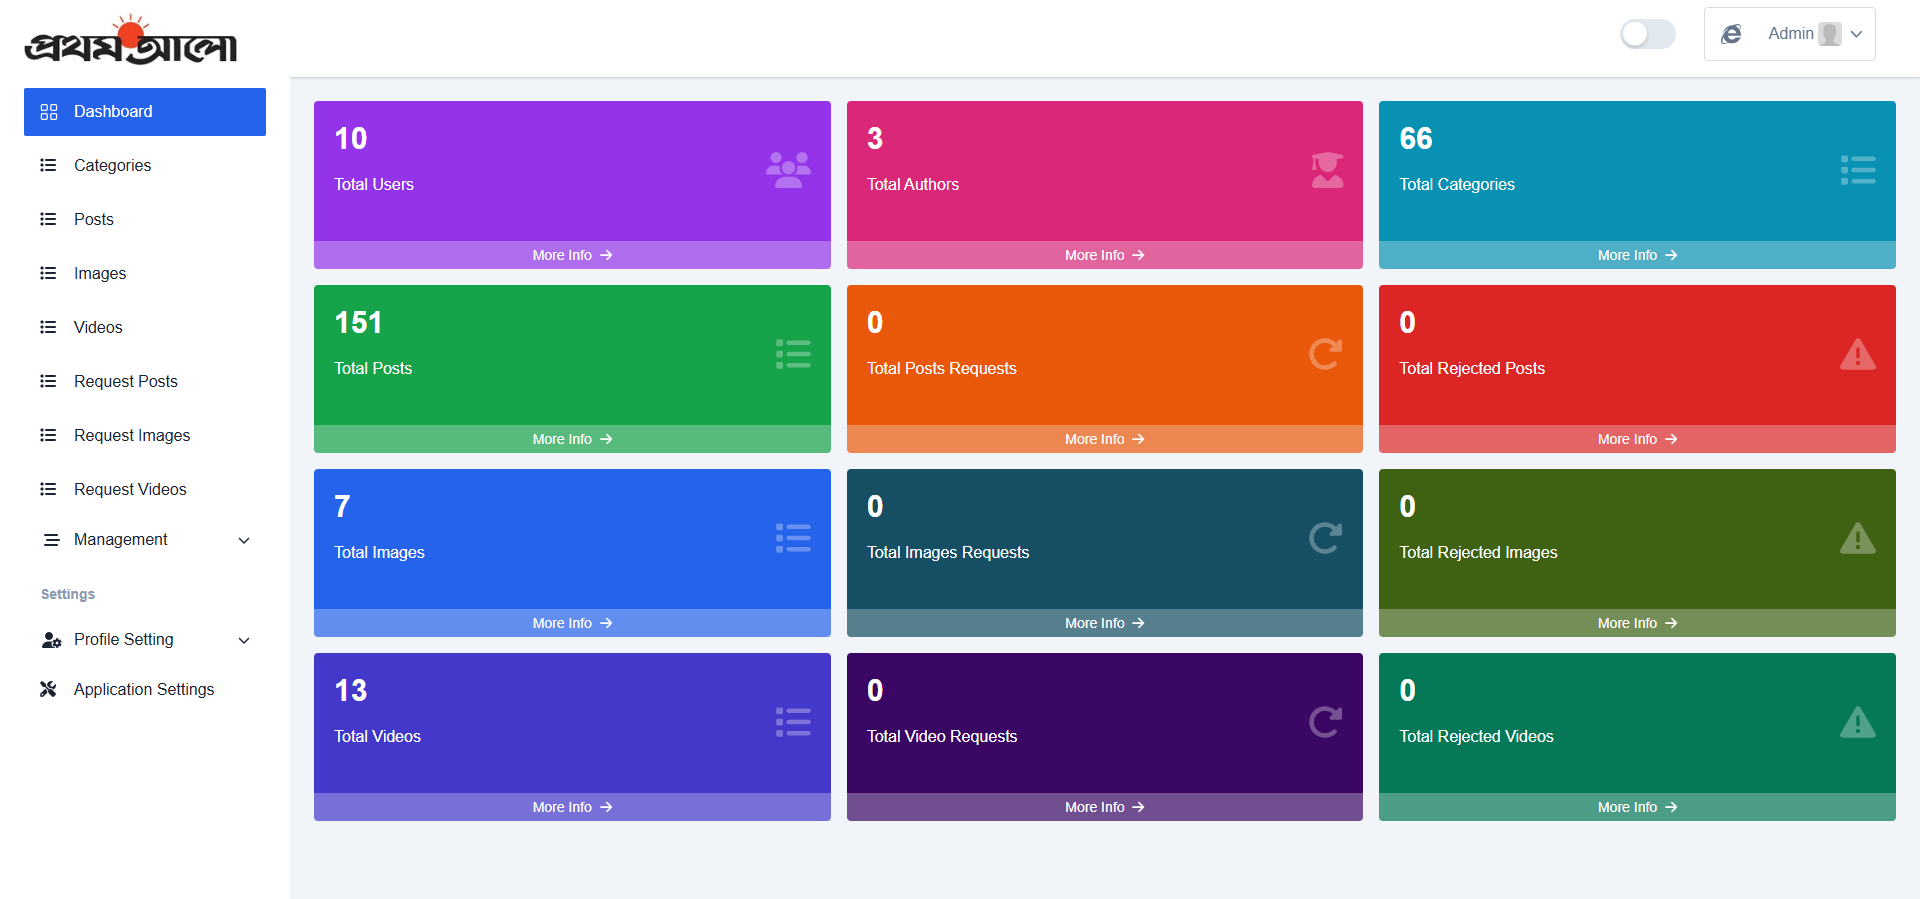 প্রথম আলো
Admin
Dashboard
Categories
Posts
Images
Videos
Request Posts
Request Images
Request Videos
Management
Settings
Profile Setting
Application Settings
10
Total Users
More Info
3
Total Authors
More Info
66
Total Categories
More Info
151
Total Posts
More Info
0
Total Posts Requests
More Info
0
Total Rejected Posts
More Info
7
Total Images
More Info
0
Total Images Requests
More Info
0
Total Rejected Images
More Info
13
Total Videos
More Info
0
Total Video Requests
More Info
0
Total Rejected Videos
More Info